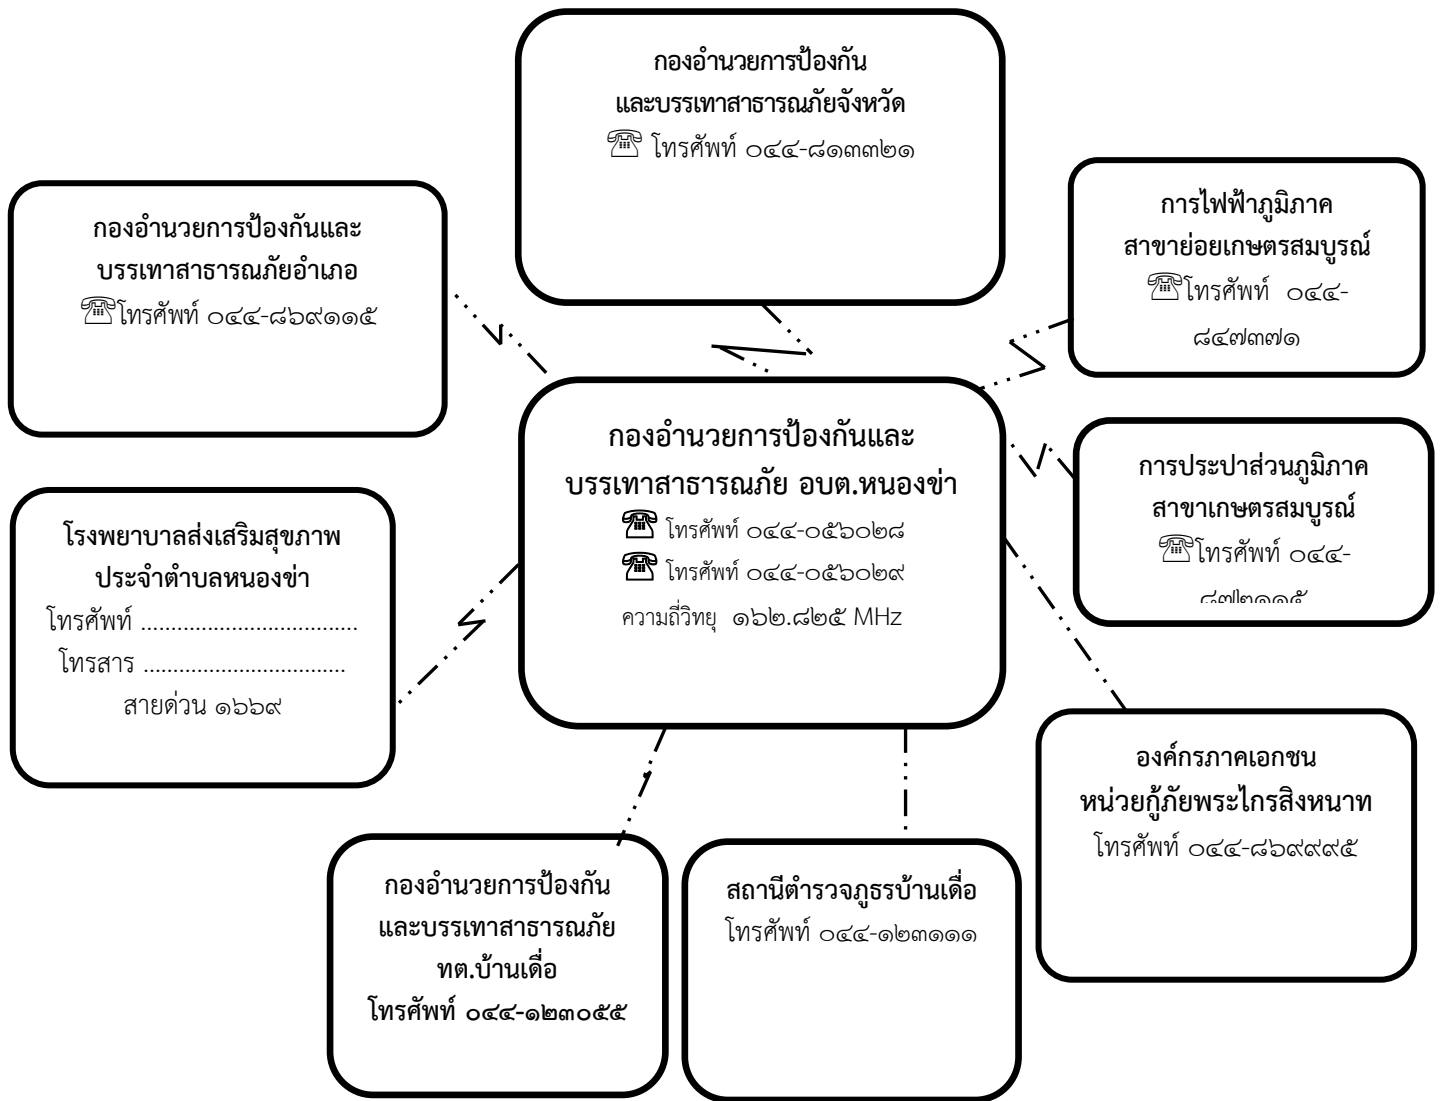 กองอำนวยการป้องกัน
และบรรเทาสาธารณภัยจังหวัด
☎ โทรศัพท์ ๐๔๔-๘๑๓๓๒๑
กองอำนวยการป้องกันและ
บรรเทาสาธารณภัยอำเภอ
☎โทรศัพท์ ๐๔๔-๘๖๙๑๑๕
การไฟฟ้าภูมิภาค
สาขาย่อยเกษตรสมบูรณ์
☎โทรศัพท์ ๐๔๔-
๘๔๗๓๗๑
กองอำนวยการป้องกันและ
บรรเทาสาธารณภัย อบต.หนองข่า
☎ โทรศัพท์ ๐๔๔-๐๕๖๐๒๘
☎ โทรศัพท์ ๐๔๔-๐๕๖๐๒๙
ความถี่วิทยุ ๑๖๒.๘๒๕ MHz
การประปาส่วนภูมิภาค
สาขาเกษตรสมบูรณ์
☎โทรศัพท์ ๐๔๔-
โรงพยาบาลส่งเสริมสุขภาพ
ประจำตำบลหนองข่า
โทรศัพท์ ....................................
โทรสาร ..................................
สายด่วน ๑๖๖๙
องค์กรภาคเอกชน
หน่วยกู้ภัยพระไกรสิงหนาท
โทรศัพท์ ๐๔๔-๘๖๙๙๙๕
กองอำนวยการป้องกัน
และบรรเทาสาธารณภัย
ทต.บ้านเดื่อ
โทรศัพท์ ๐๔๔-๑๒๓๐๕๕
สถานีตำรวจภูธรบ้านเดื่อ
โทรศัพท์ ๐๔๔-๑๒๓๑๑๑